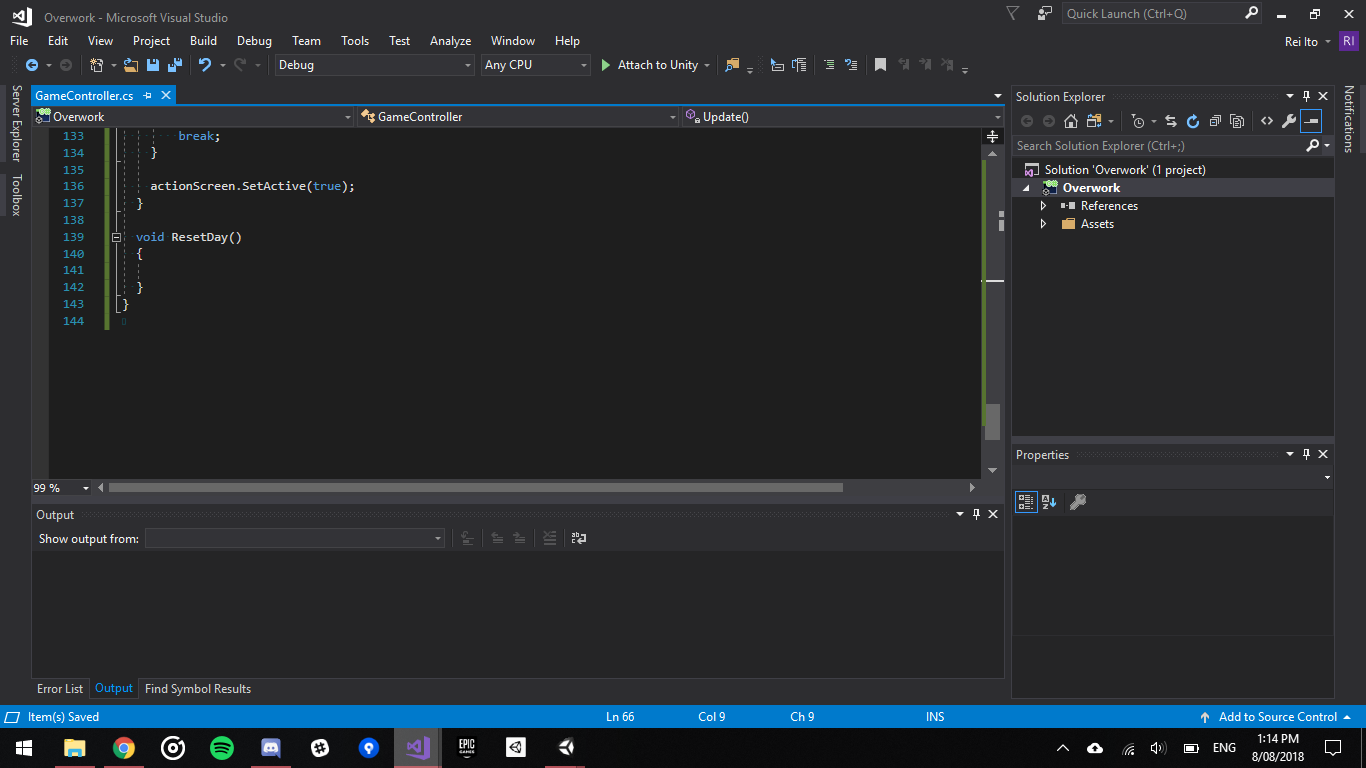 Overwork - Microsoft Visual Studio
Quick Launch (Ctrl+Q)
File Edit View Project Build Debug Team Tools Test Analyze Window Help
Rei Ito RI
Debug Any CPU Attach to Unity
Server Explorer
Toolbox
GameController.cs
Overwork GameController Update()
133 break;
134 }
135
136 actionScreen.SetActive(true);
137 }
138
139 void ResetDay()
140 {
141
142 }
143 }
144
99 %
Output
Show output from:
Error List Output Find Symbol Results
Solution Explorer
Search Solution Explorer (Ctrl+;)
Solution 'Overwork' (1 project)
Overwork
References
Assets
Properties
Notifications
Item(s) Saved Ln 66 Col 9 Ch 9 INS Add to Source Control
EPIC
GAMES
ENG
1:14 PM
8/08/2018